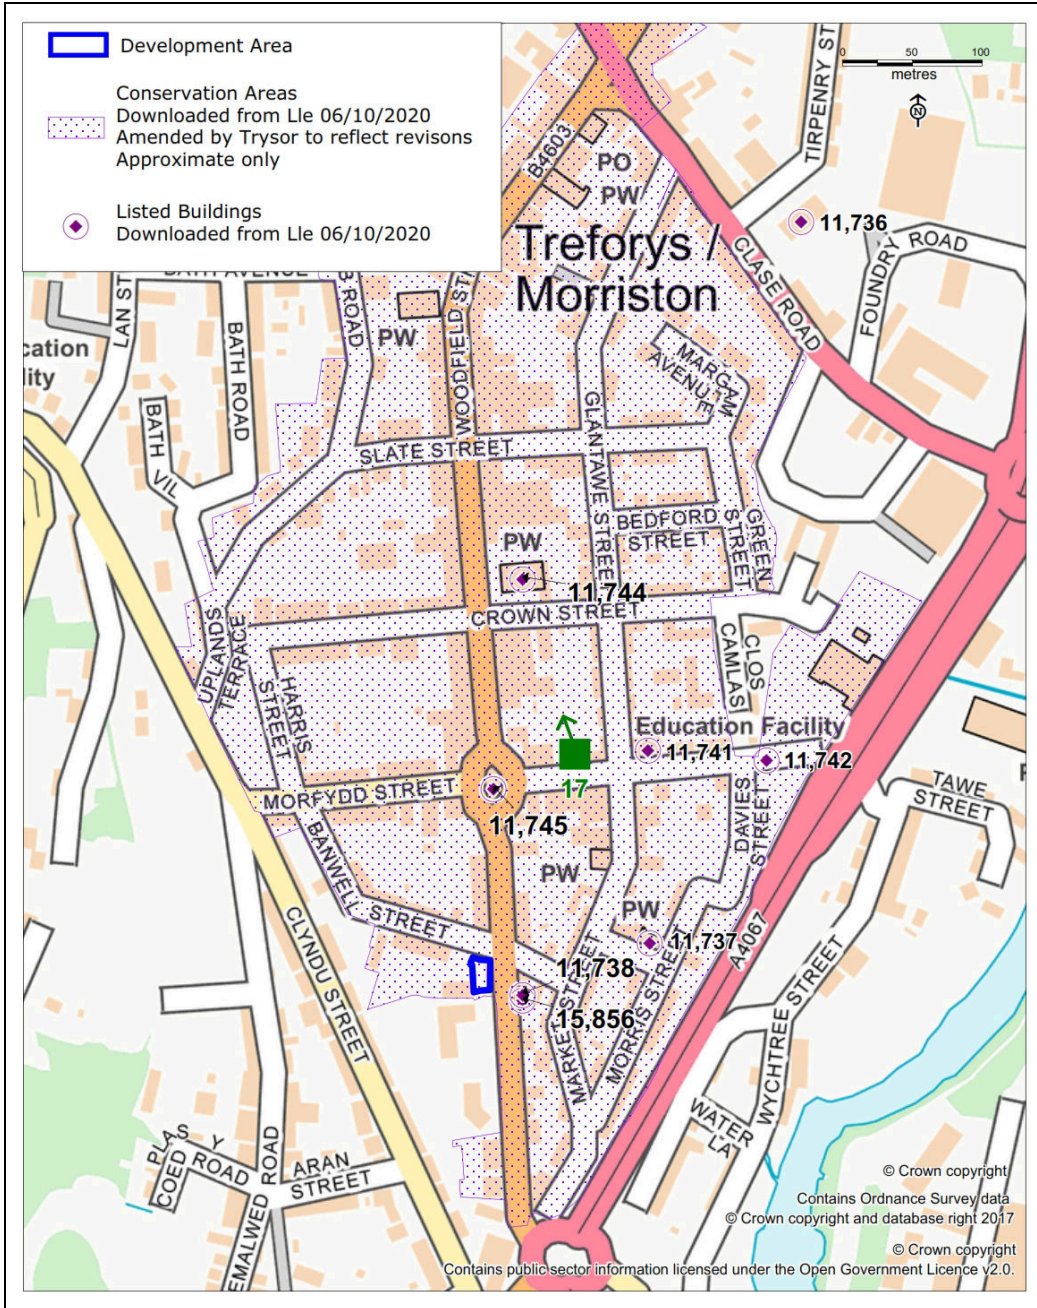 Development Area
Conservation Areas
Downloaded from Lle 06/10/2020
Amended by Trysor to reflect revisons
Approximate only
Listed Buildings
Downloaded from Lle 06/10/2020
0 50 100
metres
N
TIRPENRY ST
B4603
PO
PW
11,736
Treforys /
Morriston
CLASE ROAD
FOUNDRY ROAD
BATH AVENUE
LAN ST
B ROAD
PW
WOODFIELD ST
cation
lity
BATH ROAD
MARGAM
AVENUE
BATH
VIL
GLANTAWE STREE
SLATE STREET
BEDFORD
STREET
GREEN
STREET
PW
11,744
CROWN STREET
UPLANDS
TERRACE
HARRIS
STREET
CLOS
CAMLAS
Education Facility
11,741
11,742
17
MORFYDD STREET
11,745
DAVIES
STREET
TAWE
STREET
BANWELL STREET
PW
PW
11,737
A4067
CLYNDU STREET
11,738
15,856
MARKET STREET
MORRIS STREET
WYCHTREE STREET
WATER
LA
PLAS Y
COED
ROAD
ARAN
STREET
EMALWED ROAD
© Crown copyright
Contains Ordnance Survey data
© Crown copyright and database right 2017
© Crown copyright
Contains public sector information licensed under the Open Government Licence v2.0.